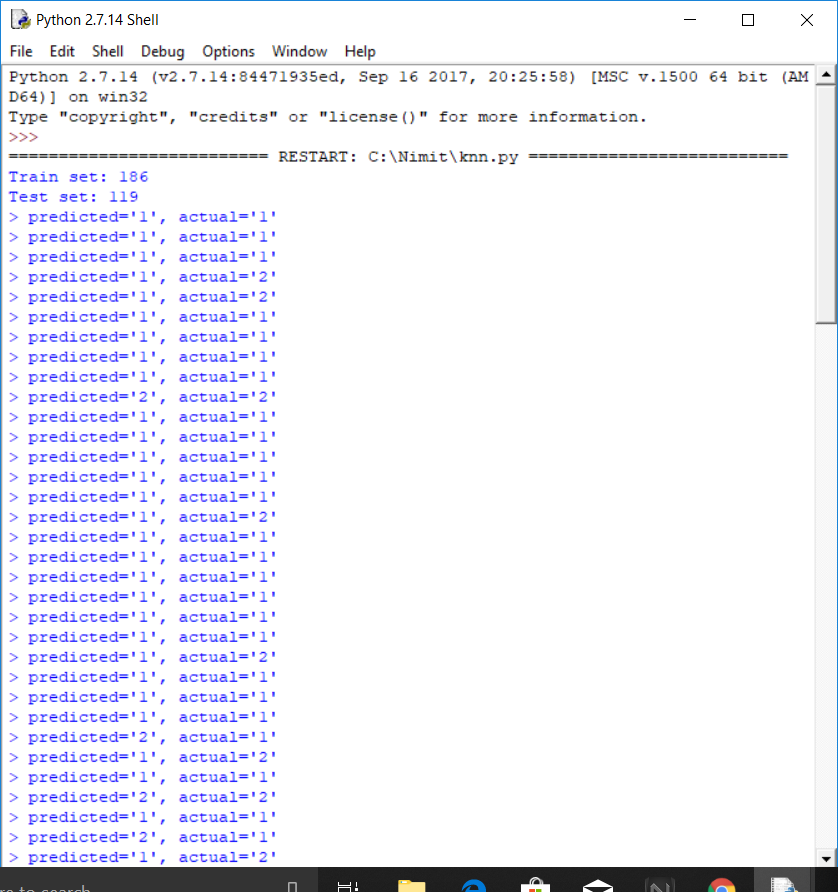 Python 2.7.14 Shell
File Edit Shell Debug Options Window Help
Python 2.7.14 (v2.7.14:84471935ed, Sep 16 2017, 20:25:58) [MSC v.1500 64 bit (AM
D64)] on win32
Type "copyright", "credits" or "license()" for more information.
>>>
========================== RESTART: C:\Nimit\knn.py ==========================
Train set: 186
Test set: 119
> predicted='1', actual='1'
> predicted='1', actual='1'
> predicted='1', actual='1'
> predicted='1', actual='2'
> predicted='1', actual='2'
> predicted='1', actual='1'
> predicted='1', actual='1'
> predicted='1', actual='1'
> predicted='1', actual='1'
> predicted='2', actual='2'
> predicted='1', actual='1'
> predicted='1', actual='1'
> predicted='1', actual='1'
> predicted='1', actual='1'
> predicted='1', actual='1'
> predicted='1', actual='2'
> predicted='1', actual='1'
> predicted='1', actual='1'
> predicted='1', actual='1'
> predicted='1', actual='1'
> predicted='1', actual='1'
> predicted='1', actual='1'
> predicted='1', actual='2'
> predicted='1', actual='1'
> predicted='1', actual='1'
> predicted='1', actual='1'
> predicted='2', actual='1'
> predicted='1', actual='2'
> predicted='1', actual='1'
> predicted='2', actual='2'
> predicted='1', actual='1'
> predicted='2', actual='1'
> predicted='1', actual='2'
re to search